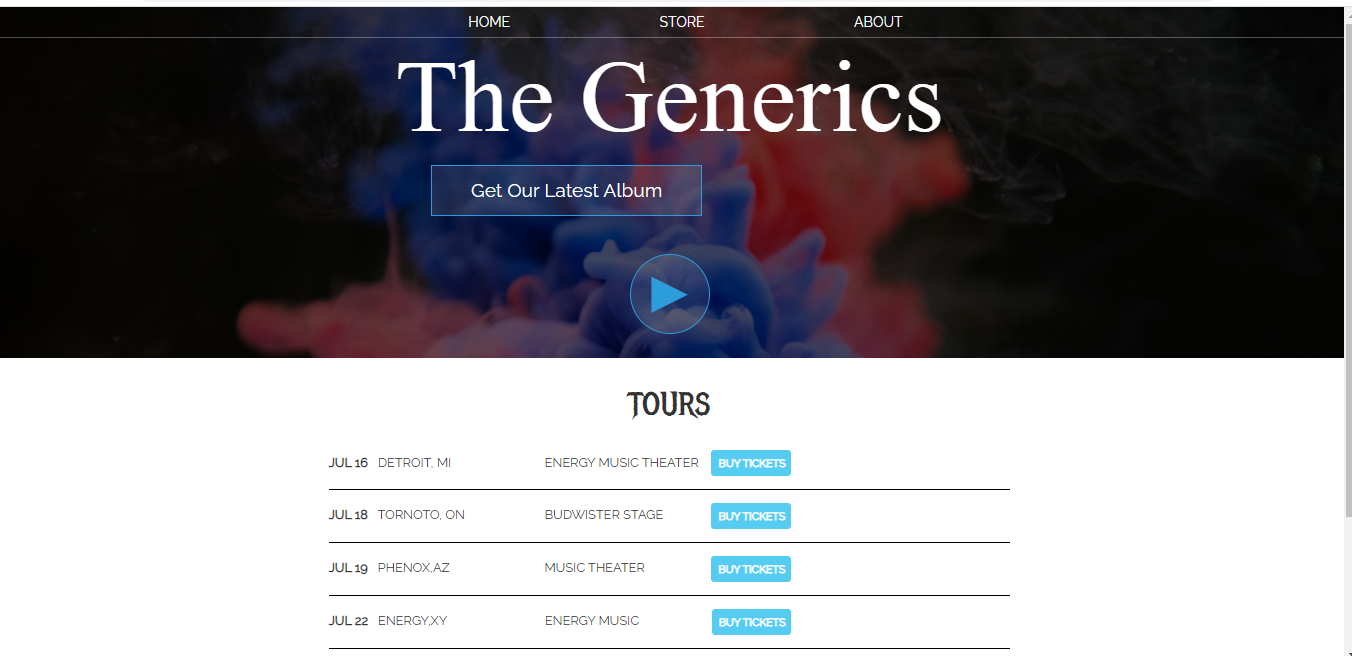 HOME STORE ABOUT
The Generics
Get Our Latest Album
TOURS
JUL 16 DETROIT, MI ENERGY MUSIC THEATER BUY TICKETS
JUL 18 TORNOTO, ON BUDWISTER STAGE BUY TICKETS
JUL 19 PHENOX,AZ MUSIC THEATER BUY TICKETS
JUL 22 ENERGY,XY ENERGY MUSIC BUY TICKETS